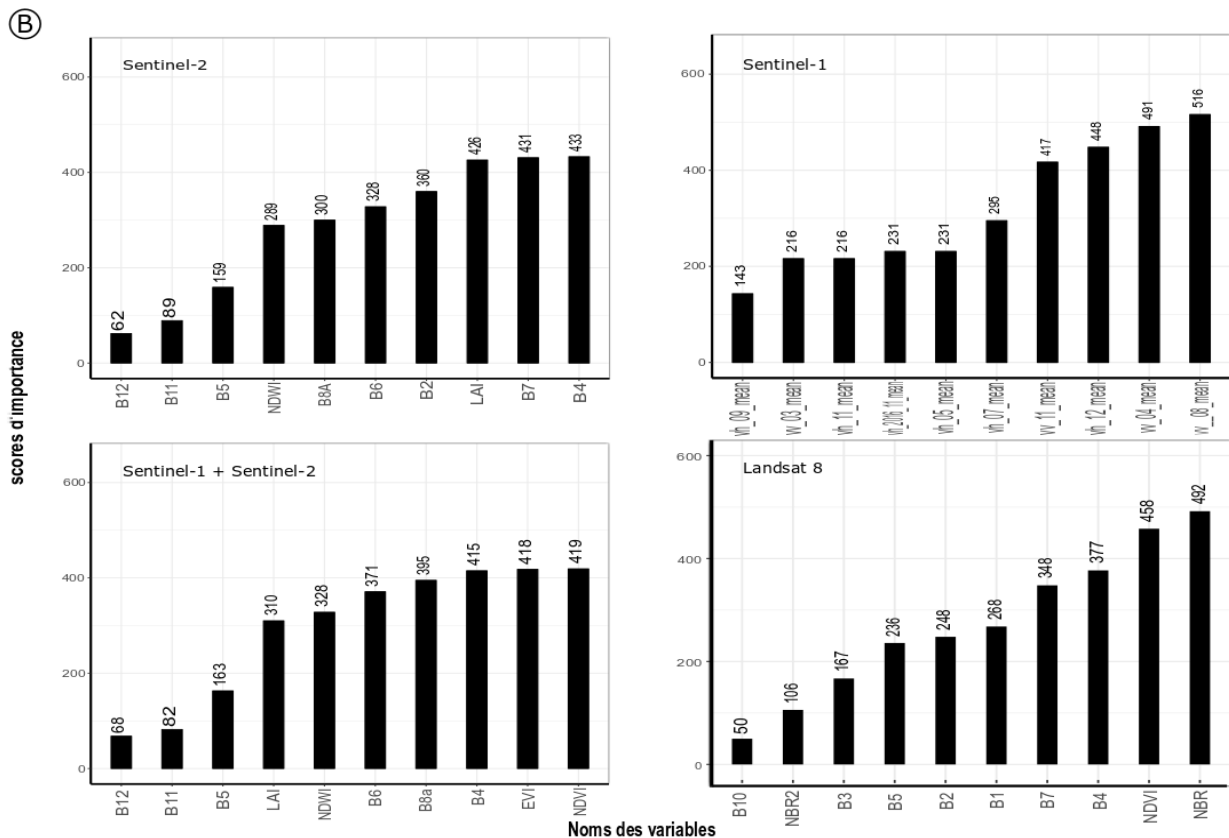 B
Sentinel-2
600
400
200
0
62
89
159
289
300
328
360
426
431
433
B12
B11
B5
NDWI
B8A
B6
B2
LAI
B7
B4
Sentinel-1
600
400
200
0
143
216
216
231
231
295
417
448
491
516
vh_09_mean
vv_03_mean
vh_11_mean
vh_2016_11_mean
vh_05_mean
vh_07_mean
vv_11_mean
vh_12_mean
vv_04_mean
vv_08_mean
scores d'importance
Sentinel-1 + Sentinel-2
600
400
200
0
68
82
163
310
328
371
395
415
418
419
B12
B11
B5
LAI
NDWI
B6
B8a
B4
EVI
NDVI
Landsat 8
600
400
200
0
50
106
167
236
248
268
348
377
458
492
B10
NBR2
B3
B5
B2
B1
B7
B4
NDVI
NBR
Noms des variables